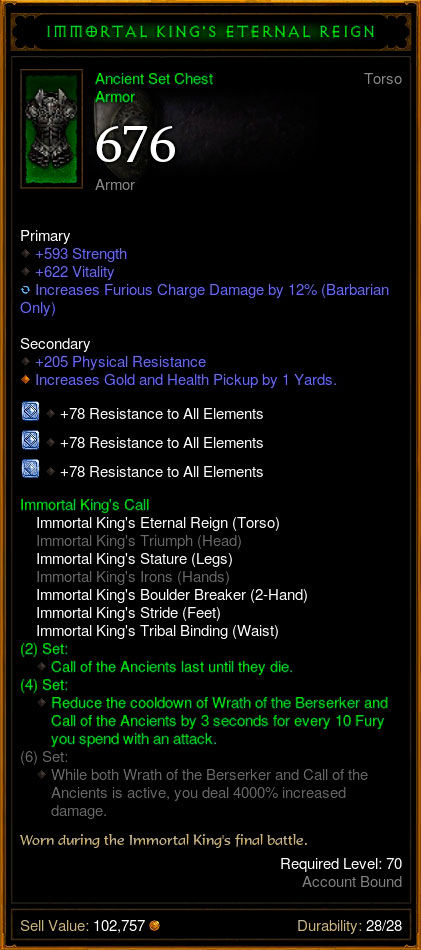 IMMORTAL KING'S ETERNAL REIGN
Ancient Set Chest Armor
Torso
676
Armor
Primary
+593 Strength
+622 Vitality
Increases Furious Charge Damage by 12% (Barbarian
Only)
Secondary
+205 Physical Resistance
Increases Gold and Health Pickup by 1 Yards.
+78 Resistance to All Elements
+78 Resistance to All Elements
+78 Resistance to All Elements
Immortal King's Call
Immortal King's Eternal Reign (Torso)
Immortal King's Triumph (Head)
Immortal King's Stature (Legs)
Immortal King's Irons (Hands)
Immortal King's Boulder Breaker (2-Hand)
Immortal King's Stride (Feet)
Immortal King's Tribal Binding (Waist)
(2) Set:
Call of the Ancients last until they die.
(4) Set:
Reduce the cooldown of Wrath of the Berserker and
Call of the Ancients by 3 seconds for every 10 Fury
you spend with an attack.
(6) Set:
While both Wrath of the Berserker and Call of the
Ancients is active, you deal 4000% increased
damage.
Worn during the Immortal King's final battle.
Required Level: 70
Account Bound
Sell Value: 102,757
Durability: 28/28